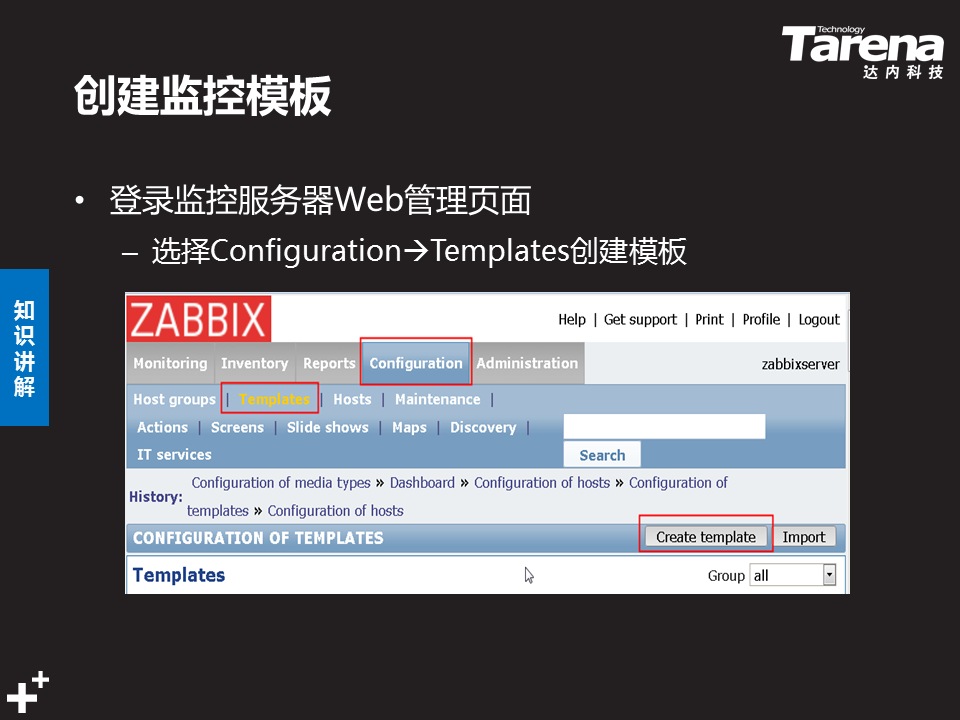 Technology
Tarena
达内科技
创建监控模板
• 登录监控服务器Web管理页面
– 选择Configuration→Templates创建模板
知识讲解
ZABBIX
Help | Get support | Print | Profile | Logout
Monitoring Inventory Reports Configuration Administration
zabbixserver
Host groups | Templates | Hosts | Maintenance |
Actions | Screens | Slide shows | Maps | Discovery |
IT services
Search
History: Configuration of media types » Dashboard » Configuration of hosts » Configuration of
templates » Configuration of hosts
CONFIGURATION OF TEMPLATES
Create template Import
Templates
Group all